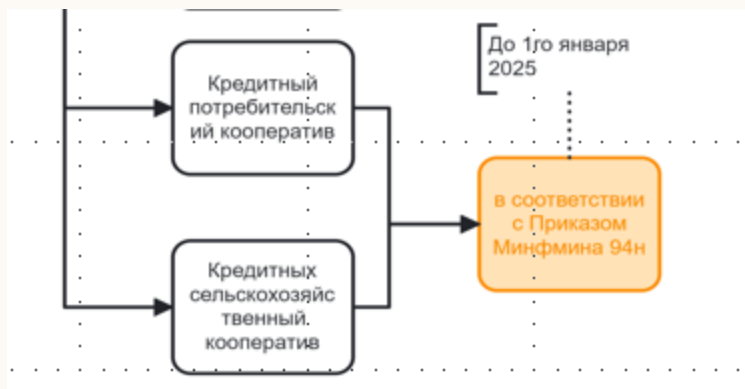 До 1го января
2025
Кредитный
потребительск
ий кооператив
в соответствии
с Приказом
Минфмина 94н
Кредитных
сельскохозяйс
твенный
кооператив